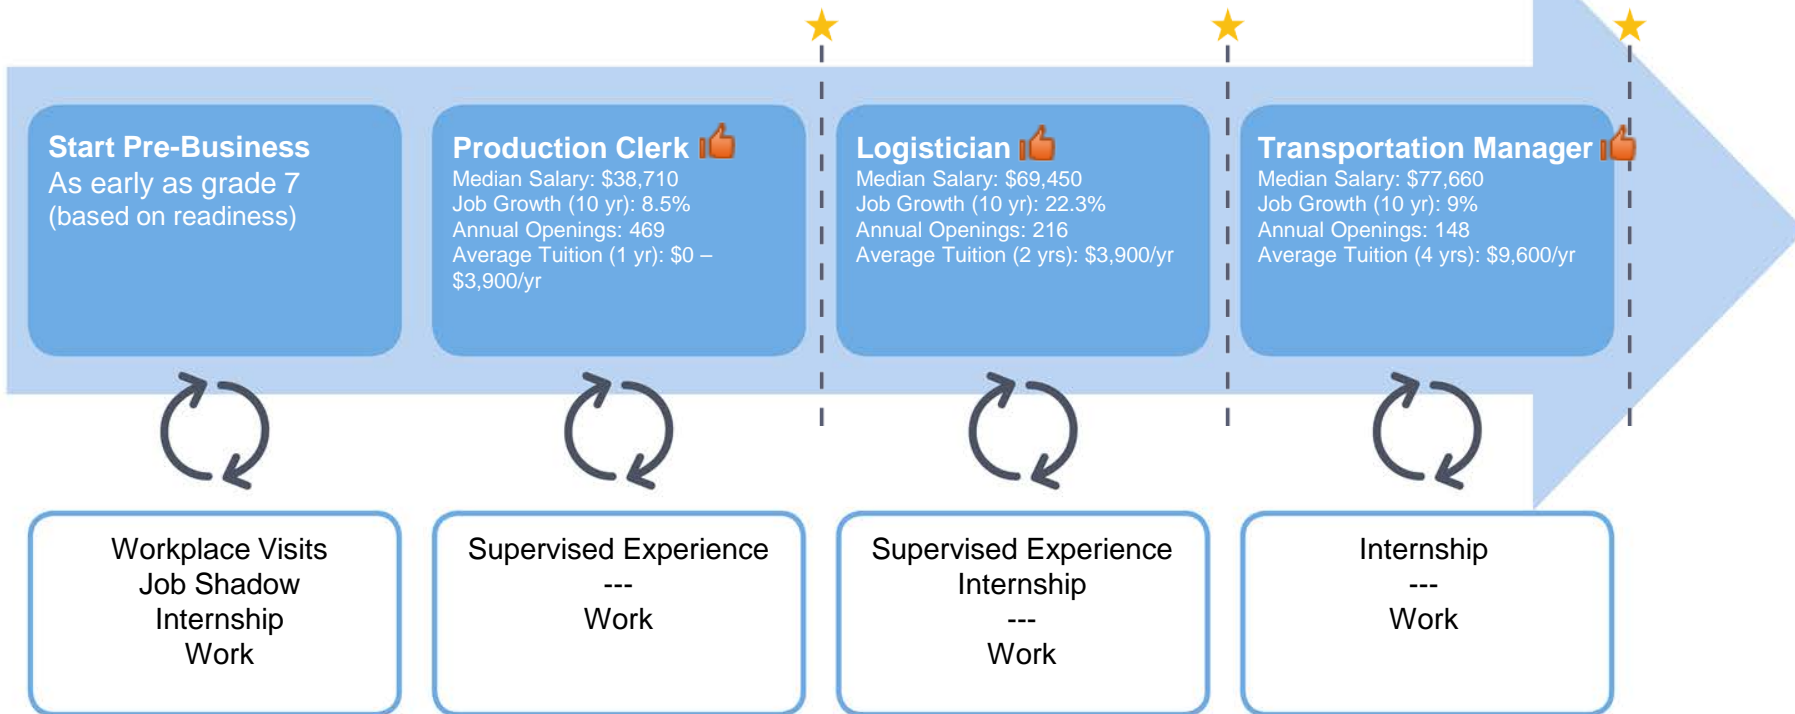 Start Pre-Business
As early as grade 7
(based on readiness)
Production Clerk
Median Salary: $38,710
Job Growth (10 yr): 8.5%
Annual Openings: 469
Average Tuition (1 yr): $0 –
$3,900/yr
Logistician
Median Salary: $69,450
Job Growth (10 yr): 22.3%
Annual Openings: 216
Average Tuition (2 yrs): $3,900/yr
Transportation Manager
Median Salary: $77,660
Job Growth (10 yr): 9%
Annual Openings: 148
Average Tuition (4 yrs): $9,600/yr
Workplace Visits
Job Shadow
Internship
Work
Supervised Experience
---
Work
Supervised Experience
Internship
---
Work
Internship
---
Work